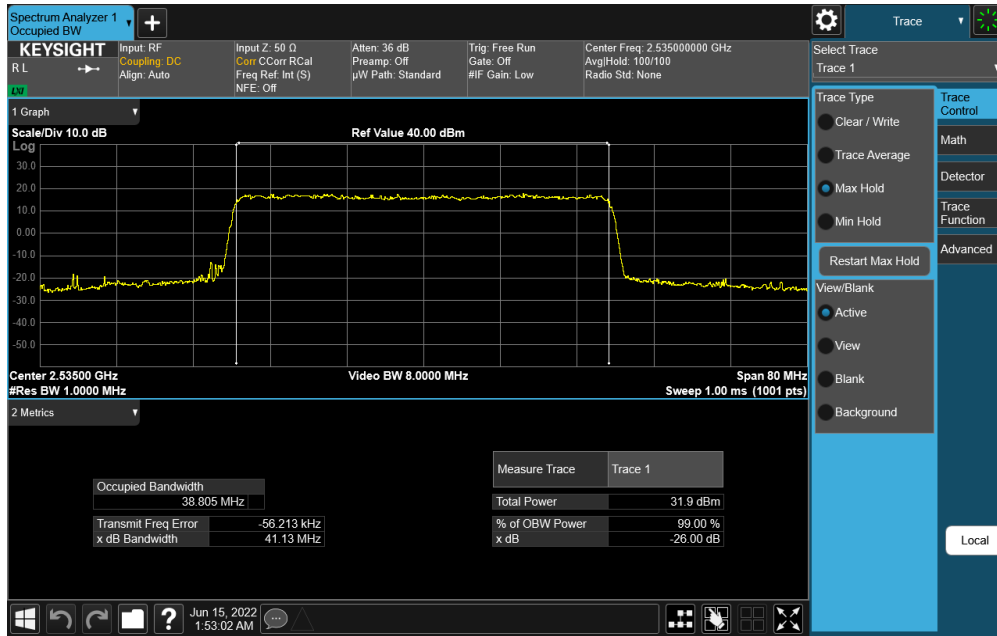 Spectrum Analyzer 1
Occupied BW
KEYSIGHT
R L
LXI
Input: RF
Coupling: DC
Align: Auto
Input Z: 50 Ω
Corr CCorr RCal
Freq Ref: Int (S)
NFE: Off
Atten: 36 dB
Preamp: Off
µW Path: Standard
Trig: Free Run
Gate: Off
#IF Gain: Low
Center Freq: 2.535000000 GHz
Avg|Hold: 100/100
Radio Std: None
1 Graph
Scale/Div 10.0 dB
Ref Value 40.00 dBm
Log
30.0
20.0
10.0
0.00
-10.0
-20.0
-30.0
-40.0
-50.0
Center 2.53500 GHz
Video BW 8.0000 MHz
Span 80 MHz
#Res BW 1.0000 MHz
Sweep 1.00 ms (1001 pts)
2 Metrics
Occupied Bandwidth
38.805 MHz
Transmit Freq Error -56.213 kHz
x dB Bandwidth 41.13 MHz
Measure Trace Trace 1
Total Power 31.9 dBm
% of OBW Power 99.00 %
x dB -26.00 dB
Jun 15, 2022
1:53:02 AM
Trace
Select Trace
Trace 1
Trace Type
Clear / Write
Trace Average
Max Hold
Min Hold
Restart Max Hold
View/Blank
Active
View
Blank
Background
Trace
Control
Math
Detector
Trace
Function
Advanced
Local